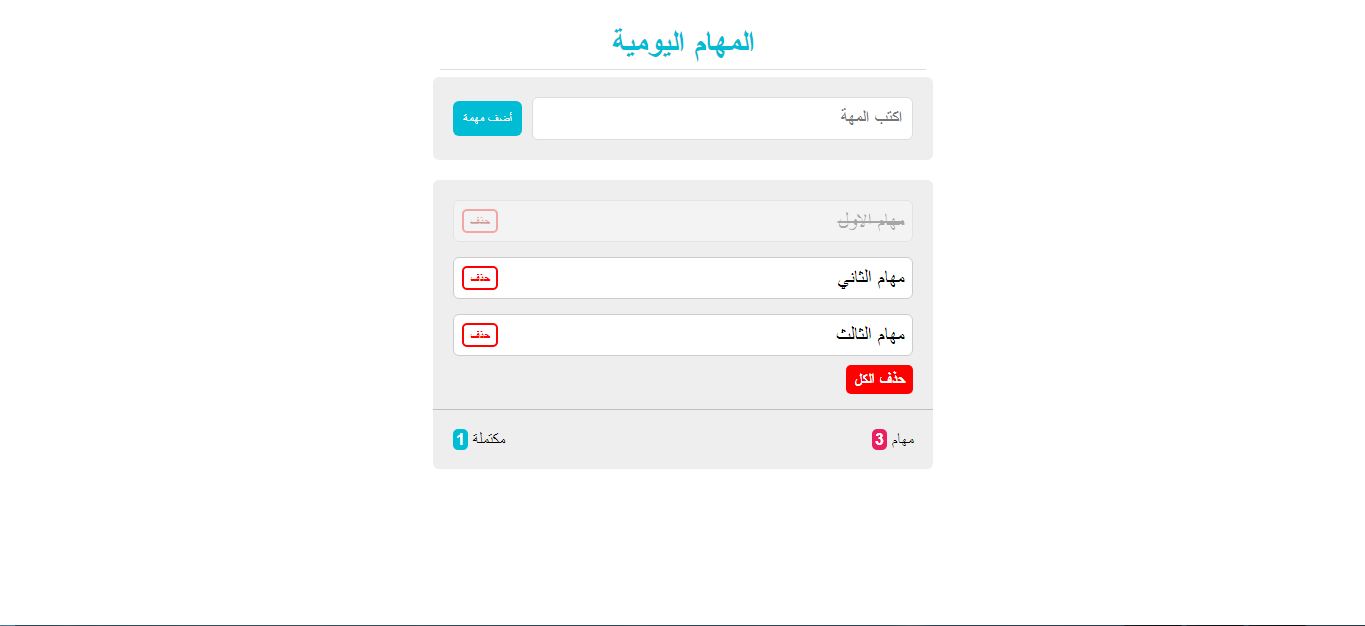 المهام اليومية
اكتب المهة أضف مهمة
مهام الاول حذف
مهام الثاني حذف
مهام الثالث حذف
حذف الكل
مهام 3 مكتملة 1